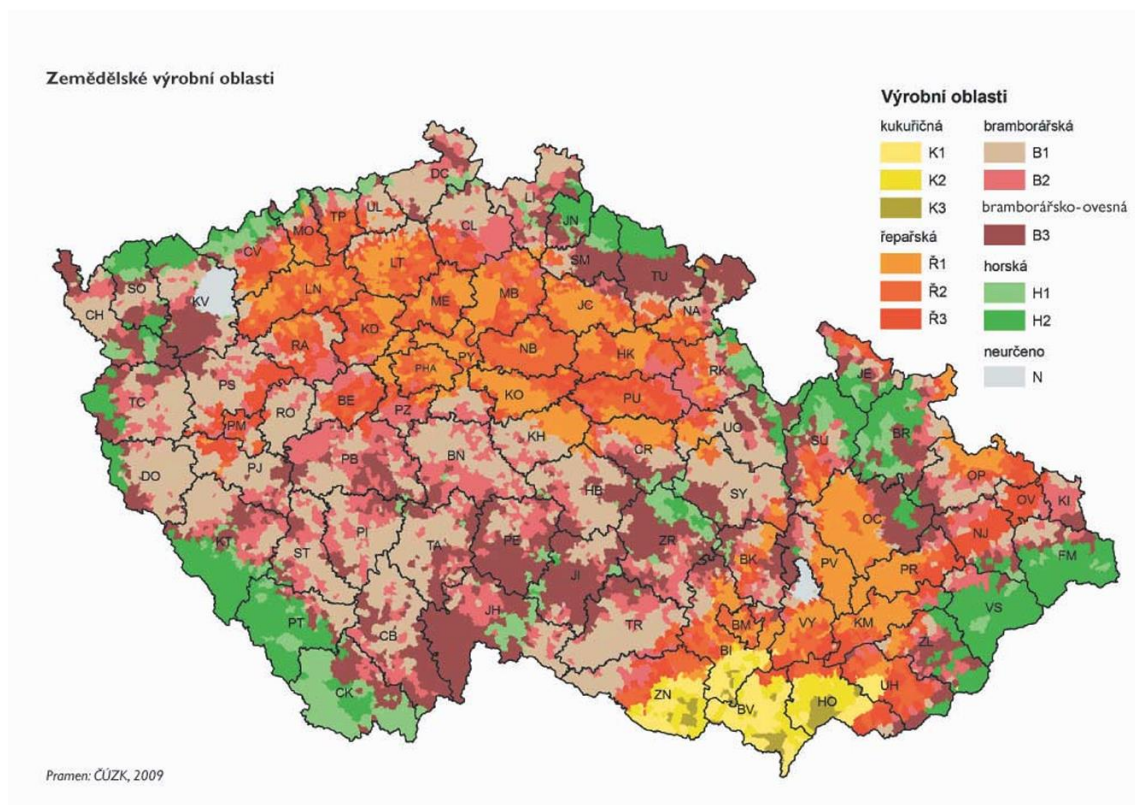 Zemědělské výrobní oblasti
Výrobní oblasti
kukuřičná
K1
K2
K3
řepařská
Ř1
Ř2
Ř3
bramborářská
B1
B2
bramborářsko-ovesná
B3
horská
H1
H2
neurčeno
N
DC
UL
LI
TP
MO
CL
JN
CV
LT
SM
TU
SO
KV
LN
ME
MB
JC
NA
CH
RA
KD
PY
NB
HK
RK
PHA
JE
TC
PS
RO
BE
PZ
KO
PU
PM
UO
SU
BR
DO
PJ
PB
BN
KH
CR
OP
HB
SY
OV
KI
OC
KT
ST
PI
TA
PE
ZR
NJ
FM
JI
BK
PV
PR
PT
CB
JH
TR
BM
VY
KM
VS
BI
ZL
CK
ZN
BV
HO
UH
Pramen: ČÚZK, 2009